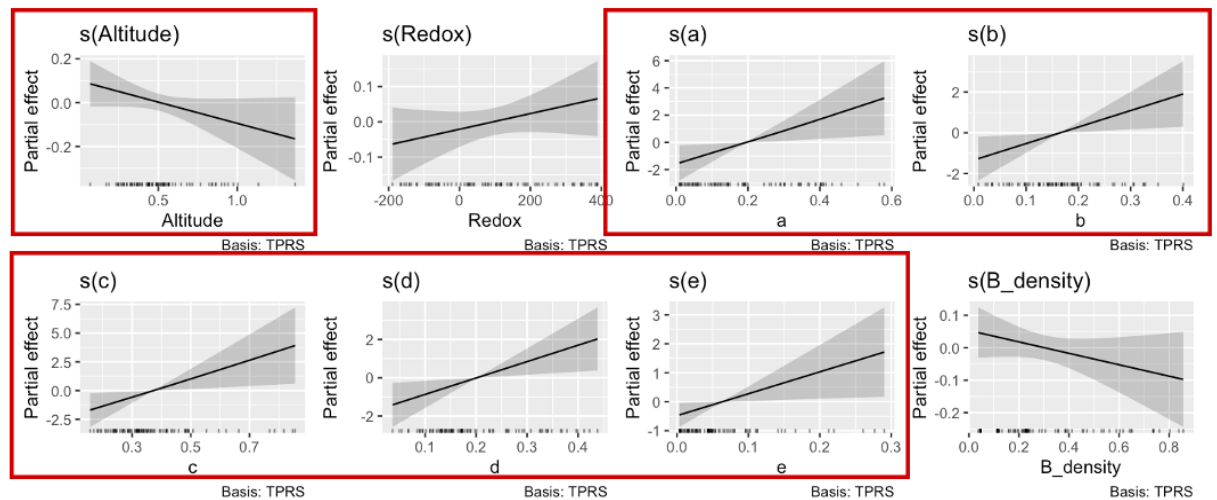 s(Altitude)
Partial effect
0.2
0.0
-0.2
0.5
1.0
Altitude
Basis: TPRS
s(Redox)
Partial effect
0.1
0.0
-0.1
-200
0
200
400
Redox
Basis: TPRS
s(a)
Partial effect
6
4
2
0
-2
0.0
0.2
0.4
0.6
a
Basis: TPRS
s(b)
Partial effect
2
0
-2
0.0
0.1
0.2
0.3
0.4
b
Basis: TPRS
s(c)
Partial effect
7.5
5.0
2.5
0.0
-2.5
0.3
0.5
0.7
c
Basis: TPRS
s(d)
Partial effect
2
0
-2
0.1
0.2
0.3
0.4
d
Basis: TPRS
s(e)
Partial effect
3
2
1
0
-1
0.0
0.1
0.2
0.3
e
Basis: TPRS
s(B_density)
Partial effect
0.1
0.0
-0.1
-0.2
0.0
0.2
0.4
0.6
0.8
B_density
Basis: TPRS